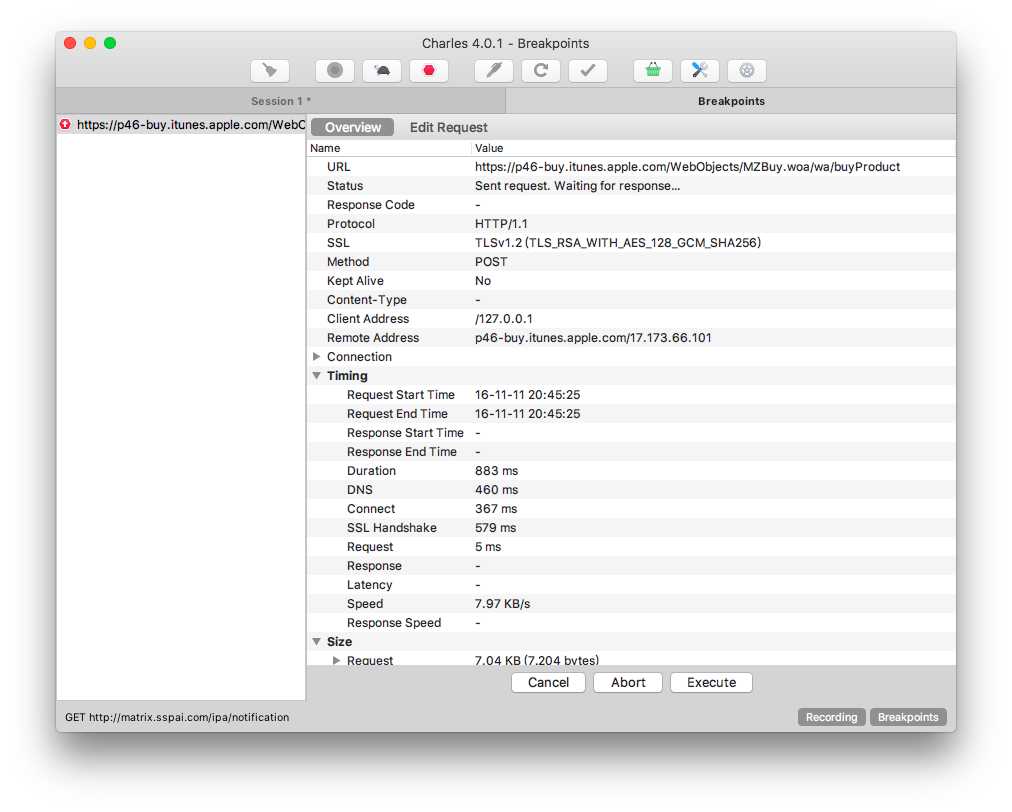 Charles 4.0.1 - Breakpoints
Session 1 *
Breakpoints
https://p46-buy.itunes.apple.com/WebO
Overview Edit Request
Name Value
URL https://p46-buy.itunes.apple.com/WebObjects/MZBuy.woa/wa/buyProduct
Status Sent request. Waiting for response...
Response Code -
Protocol HTTP/1.1
SSL TLSv1.2 (TLS_RSA_WITH_AES_128_GCM_SHA256)
Method POST
Kept Alive No
Content-Type -
Client Address /127.0.0.1
Remote Address p46-buy.itunes.apple.com/17.173.66.101
Connection
Timing
Request Start Time 16-11-11 20:45:25
Request End Time 16-11-11 20:45:25
Response Start Time -
Response End Time -
Duration 883 ms
DNS 460 ms
Connect 367 ms
SSL Handshake 579 ms
Request 5 ms
Response -
Latency -
Speed 7.97 KB/s
Response Speed -
Size
Request 7.04 KB (7,204 bytes)
Cancel Abort Execute
GET http://matrix.sspai.com/ipa/notification
Recording Breakpoints